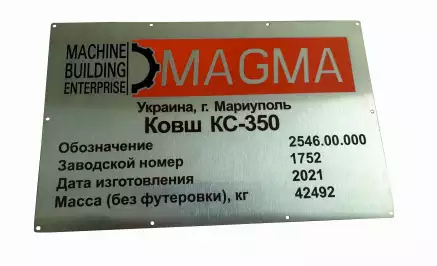 MACHINE
BUILDING
ENTERPRISE
MAGMA
Украина, г. Мариуполь
Ковш КС-350
Обозначение 2546.00.000
Заводской номер 1752
Дата изготовления 2021
Масса (без футеровки), кг 42492